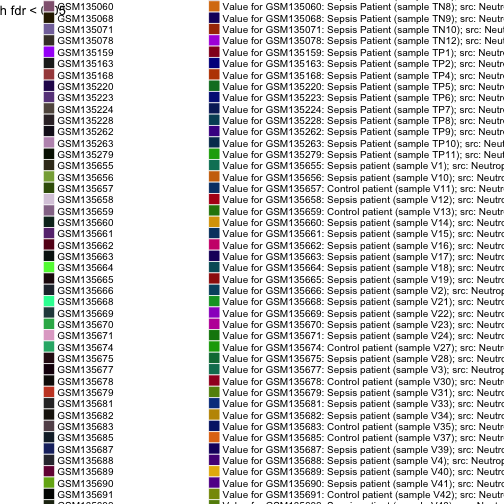 h fdr < 0.05
GSM135060 Value for GSM135060: Sepsis Patient (sample TN8); src: Neutr
GSM135068 Value for GSM135068: Sepsis Patient (sample TN9); src: Neutr
GSM135071 Value for GSM135071: Sepsis Patient (sample TN10); src: Neut
GSM135078 Value for GSM135078: Sepsis Patient (sample TN12); src: Neut
GSM135159 Value for GSM135159: Sepsis Patient (sample TP1); src: Neutr
GSM135163 Value for GSM135163: Sepsis Patient (sample TP2); src: Neutr
GSM135168 Value for GSM135168: Sepsis Patient (sample TP4); src: Neutr
GSM135220 Value for GSM135220: Sepsis Patient (sample TP5); src: Neutr
GSM135223 Value for GSM135223: Sepsis Patient (sample TP6); src: Neutr
GSM135224 Value for GSM135224: Sepsis Patient (sample TP7); src: Neutr
GSM135228 Value for GSM135228: Sepsis Patient (sample TP8); src: Neutr
GSM135262 Value for GSM135262: Sepsis Patient (sample TP9); src: Neutr
GSM135263 Value for GSM135263: Sepsis Patient (sample TP10); src: Neutr
GSM135279 Value for GSM135279: Sepsis Patient (sample TP11); src: Neutr
GSM135655 Value for GSM135655: Sepsis patient (sample V1); src: Neutrop
GSM135656 Value for GSM135656: Sepsis patient (sample V10); src: Neutro
GSM135657 Value for GSM135657: Control patient (sample V11); src: Neutr
GSM135658 Value for GSM135658: Sepsis patient (sample V12); src: Neutro
GSM135659 Value for GSM135659: Control patient (sample V13); src: Neutr
GSM135660 Value for GSM135660: Sepsis patient (sample V14); src: Neutro
GSM135661 Value for GSM135661: Sepsis patient (sample V15); src: Neutro
GSM135662 Value for GSM135662: Sepsis patient (sample V16); src: Neutro
GSM135663 Value for GSM135663: Sepsis patient (sample V17); src: Neutro
GSM135664 Value for GSM135664: Sepsis patient (sample V18); src: Neutro
GSM135665 Value for GSM135665: Sepsis patient (sample V19); src: Neutro
GSM135666 Value for GSM135666: Sepsis patient (sample V2); src: Neutrop
GSM135668 Value for GSM135668: Sepsis patient (sample V21); src: Neutro
GSM135669 Value for GSM135669: Sepsis patient (sample V22); src: Neutro
GSM135670 Value for GSM135670: Sepsis patient (sample V23); src: Neutro
GSM135671 Value for GSM135671: Sepsis patient (sample V24); src: Neutro
GSM135674 Value for GSM135674: Control patient (sample V27); src: Neutr
GSM135675 Value for GSM135675: Sepsis patient (sample V28); src: Neutro
GSM135677 Value for GSM135677: Sepsis patient (sample V3); src: Neutrop
GSM135678 Value for GSM135678: Control patient (sample V30); src: Neutr
GSM135679 Value for GSM135679: Sepsis patient (sample V31); src: Neutro
GSM135681 Value for GSM135681: Sepsis patient (sample V33); src: Neutro
GSM135682 Value for GSM135682: Sepsis patient (sample V34); src: Neutro
GSM135683 Value for GSM135683: Control patient (sample V35); src: Neutr
GSM135685 Value for GSM135685: Control patient (sample V37); src: Neutr
GSM135687 Value for GSM135687: Sepsis patient (sample V39); src: Neutro
GSM135688 Value for GSM135688: Sepsis patient (sample V4); src: Neutrop
GSM135689 Value for GSM135689: Sepsis patient (sample V40); src: Neutro
GSM135690 Value for GSM135690: Sepsis patient (sample V41); src: Neutro
GSM135691 Value for GSM135691: Control patient (sample V42); src: Neutr